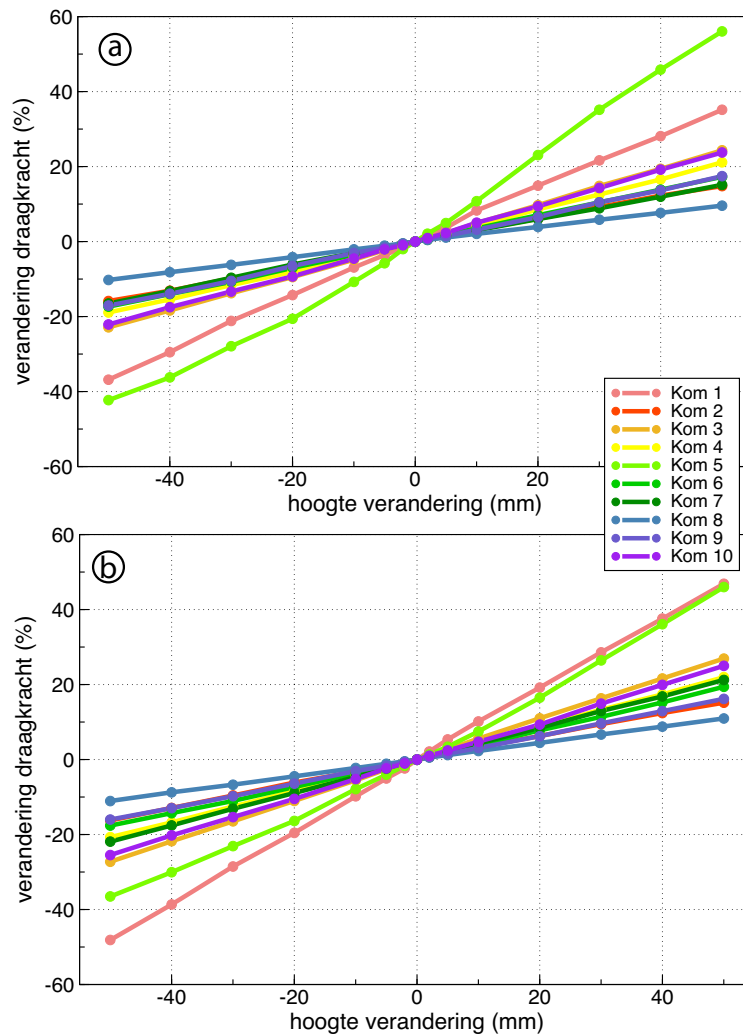 60
a
40
20
0
-20
-40
-60
verandering draagkracht (%)
-40
-20
0
20
hoogte verandering (mm)
Kom 1
Kom 2
Kom 3
Kom 4
Kom 5
Kom 6
Kom 7
Kom 8
Kom 9
Kom 10
60
b
40
20
0
-20
-40
-60
verandering draagkracht (%)
-40
-20
0
20
40
hoogte verandering (mm)